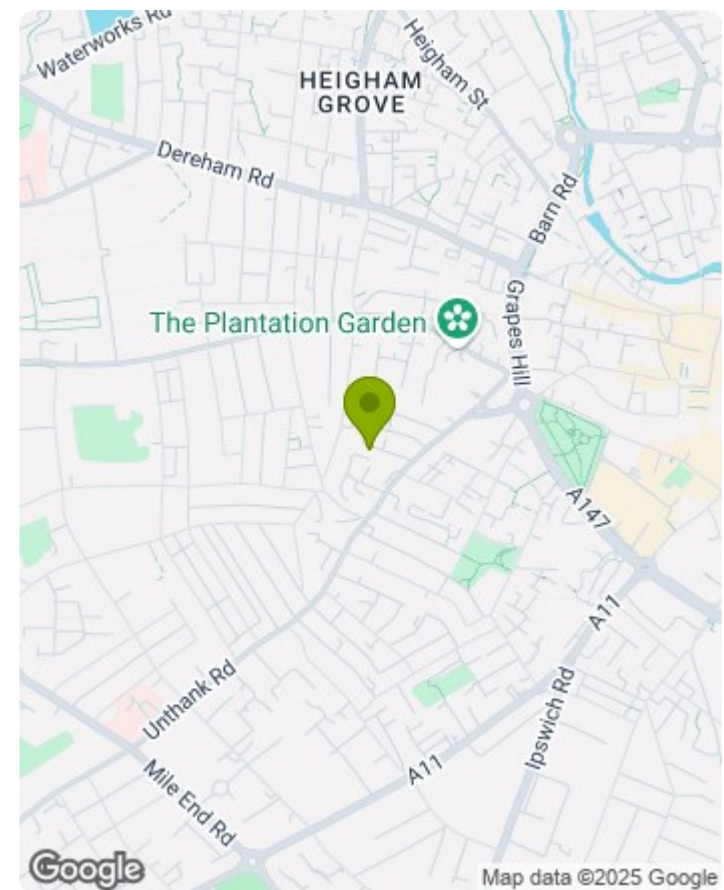 Waterworks Rd
Heigham St
HEIGHAM
GROVE
Dereham Rd
Barn Rd
Grapes Hill
The Plantation Garden
A147
A11
Unthank Rd
Ipswich Rd
A11
Mile End Rd
Google
Map data ©2025 Google